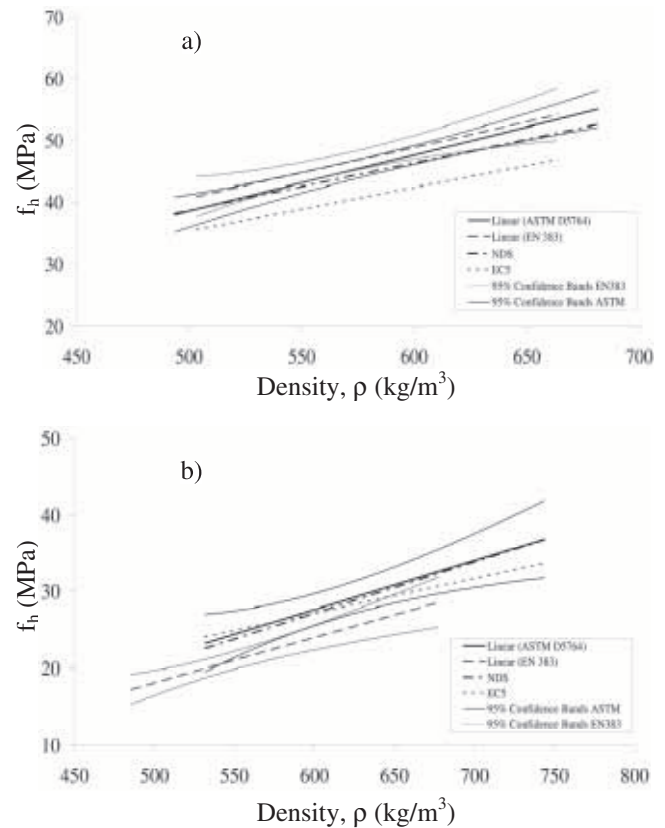 a)
70
60
50
40
30
20
f_h (MPa)
Linear (ASTM D5764)
Linear (EN 383)
NDS
EC5
95% Confidence Bands EN383
95% Confidence Bands ASTM
450 500 550 600 650 700
Density, ρ (kg/m³)
b)
50
40
30
20
10
f_h (MPa)
Linear (ASTM D5764)
Linear (EN 383)
NDS
EC5
95% Confidence Bands ASTM
95% Confidence Bands EN383
450 500 550 600 650 700 750 800
Density, ρ (kg/m³)